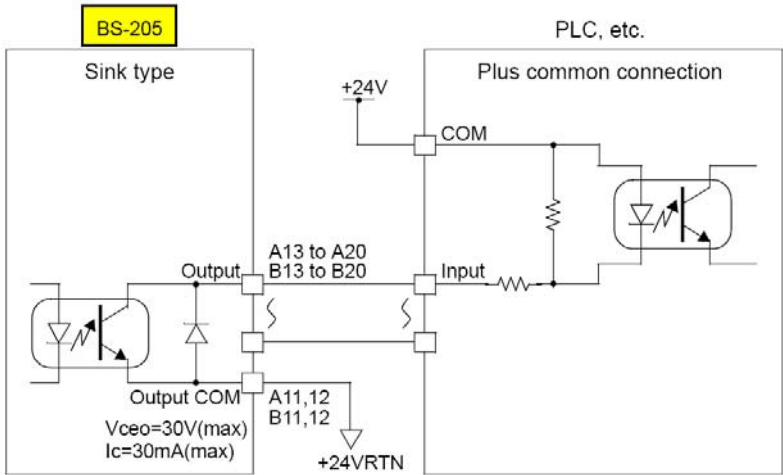 BS-205
PLC, etc.
Sink type
Plus common connection
+24V
COM
A13 to A20
B13 to B20
Output
Input
Output COM
A11,12
B11,12
Vceo=30V(max)
Ic=30mA(max)
+24VRTN